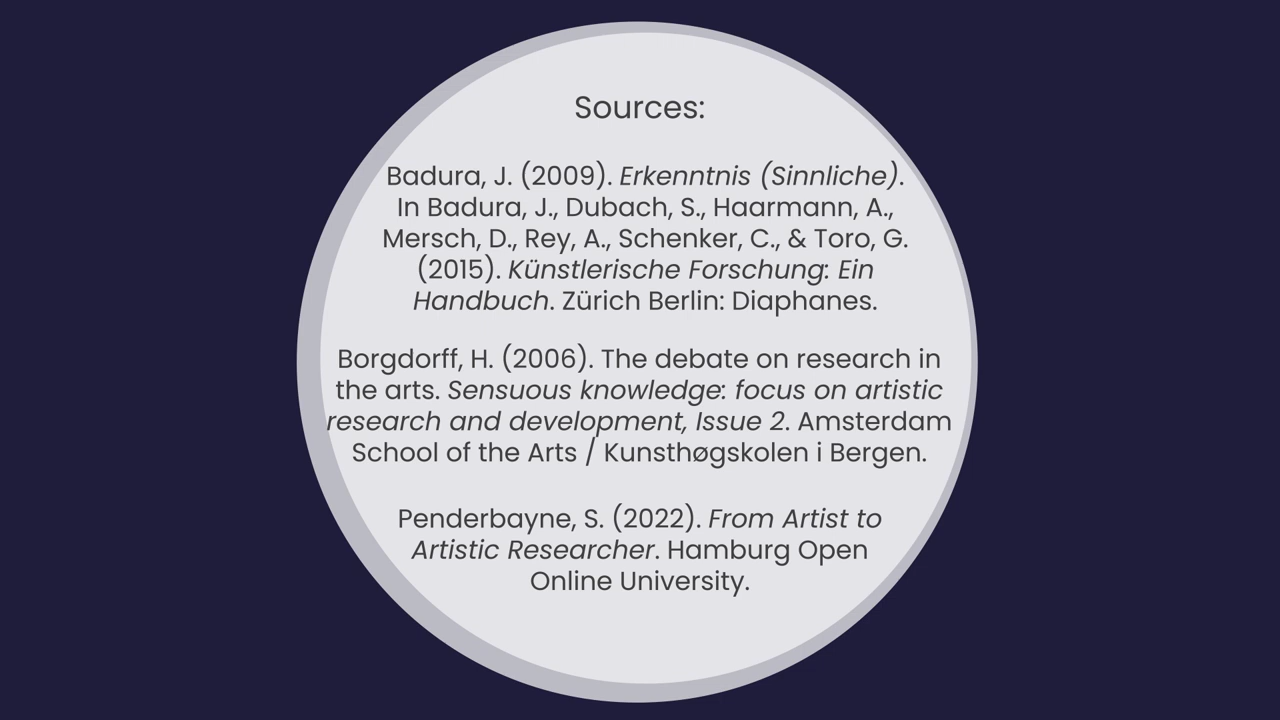 Sources:
Badura, J. (2009). Erkenntnis (Sinnliche).
In Badura, J., Dubach, S., Haarmann, A.,
Mersch, D., Rey, A., Schenker, C., & Toro, G.
(2015). Künstlerische Forschung: Ein
Handbuch. Zürich Berlin: Diaphanes.
Borgdorff, H. (2006). The debate on research in
the arts. Sensuous knowledge: focus on artistic
research and development, Issue 2. Amsterdam
School of the Arts / Kunsthøgskolen i Bergen.
Penderbayne, S. (2022). From Artist to
Artistic Researcher. Hamburg Open
Online University.